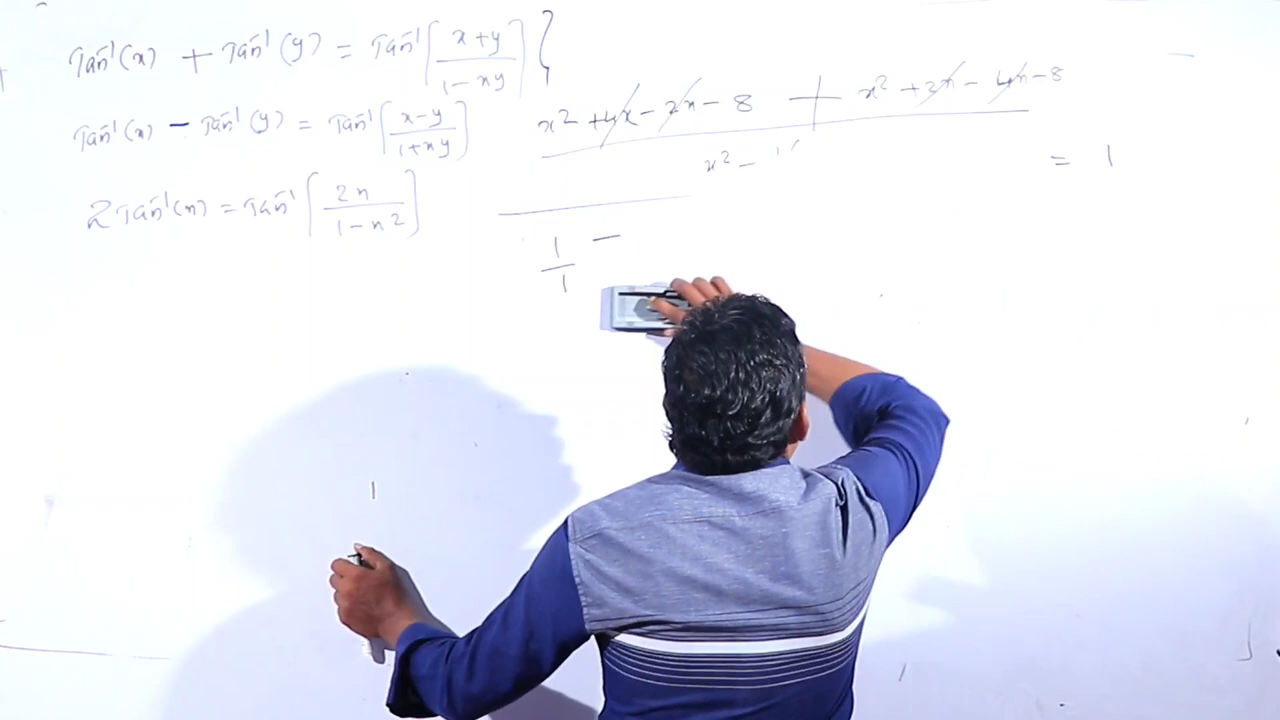 Tan⁻¹(x) + Tan⁻¹(y) = Tan⁻¹[x+y / 1-xy] }
Tan⁻¹(x) - Tan⁻¹(y) = Tan⁻¹[x-y / 1+xy]
2Tan⁻¹(x) = Tan⁻¹[2x / 1-x²]
x² + 4x - 2x - 8 + x² + 2x - 4x - 8
x² - = 1
1 -
1